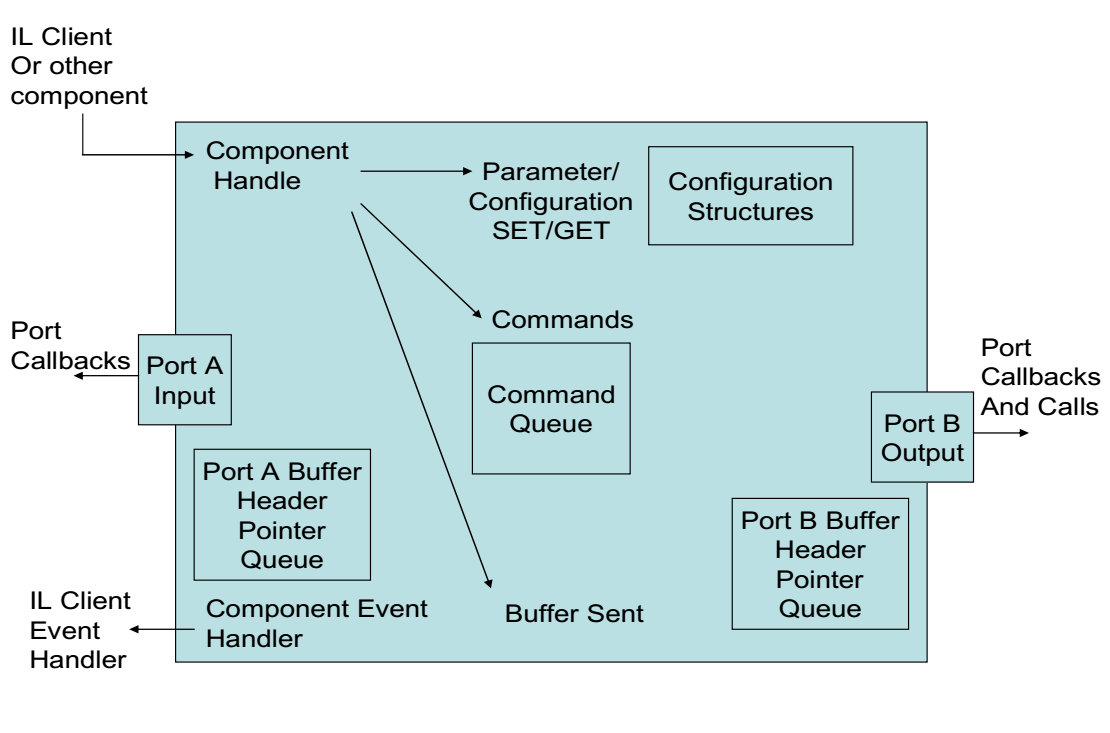 IL Client
Or other
component
Component
Handle
Parameter/
Configuration
SET/GET
Configuration
Structures
Commands
Command
Queue
Port
Callbacks
Port A
Input
Port
Callbacks
And Calls
Port B
Output
Port A Buffer
Header
Pointer
Queue
Port B Buffer
Header
Pointer
Queue
IL Client
Event
Handler
Component Event
Handler
Buffer Sent